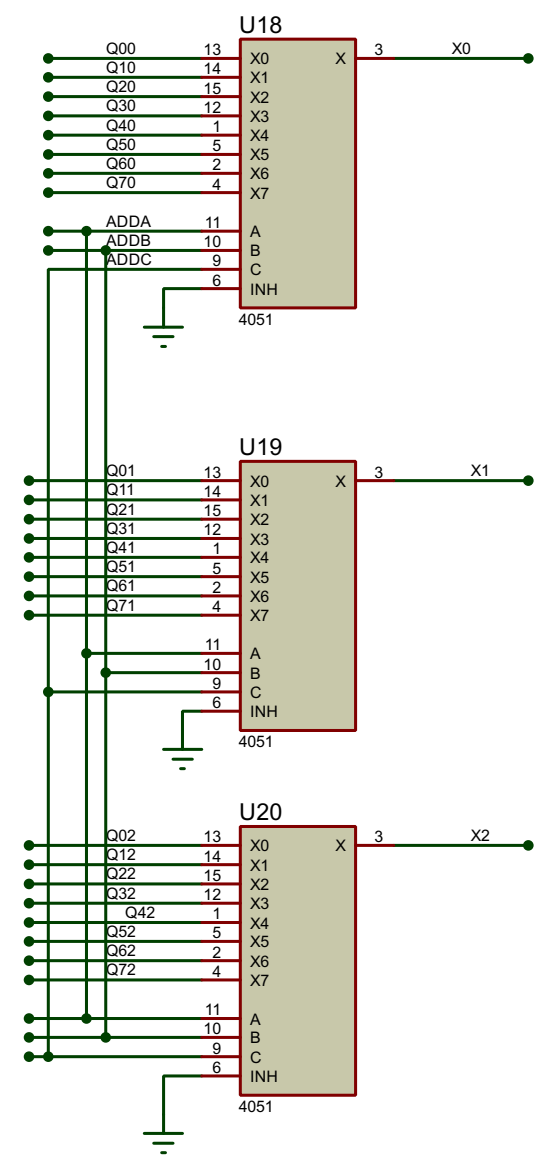 U18
Q00 13 X0 X 3 X0
Q10 14 X1
Q20 15 X2
Q30 12 X3
Q40 1 X4
Q50 5 X5
Q60 2 X6
Q70 4 X7
ADDA 11 A
ADDB 10 B
ADDC 9 C
6 INH
4051
U19
Q01 13 X0 X 3 X1
Q11 14 X1
Q21 15 X2
Q31 12 X3
Q41 1 X4
Q51 5 X5
Q61 2 X6
Q71 4 X7
11 A
10 B
9 C
6 INH
4051
U20
Q02 13 X0 X 3 X2
Q12 14 X1
Q22 15 X2
Q32 12 X3
Q42 1 X4
Q52 5 X5
Q62 2 X6
Q72 4 X7
11 A
10 B
9 C
6 INH
4051